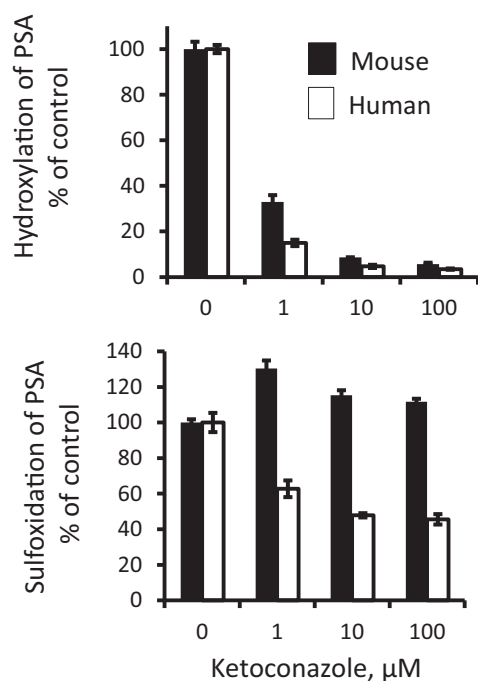 Hydroxylation of PSA
% of control
100
80
60
40
20
0
Mouse
Human
0 1 10 100
Sulfoxidation of PSA
% of control
140
120
100
80
60
40
20
0
0 1 10 100
Ketoconazole, μM